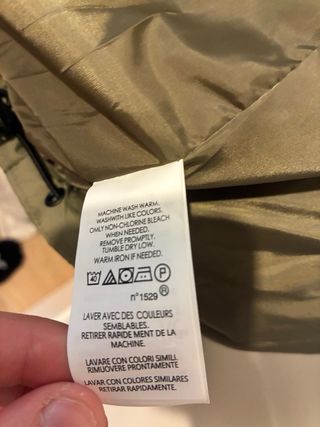 MACHINE WASH WARM.
WASHWITH LIKE COLORS.
ONLY NON-CHLORINE BLEACH
WHEN NEEDED.
REMOVE PROMPTLY.
TUMBLE DRY LOW.
WARM IRON IF NEEDED.
P
n° 1529 ®
LAVER AVEC DES COULEURS
SEMBLABLES.
RETIRER RAPIDE MENT DE LA
MACHINE.
LAVARE CON COLORI SIMILI
RIMUOVERE PRONTAMENTE
LAVAR CON COLORES SIMILARES
RETIRAR RAPIDAMENTE.